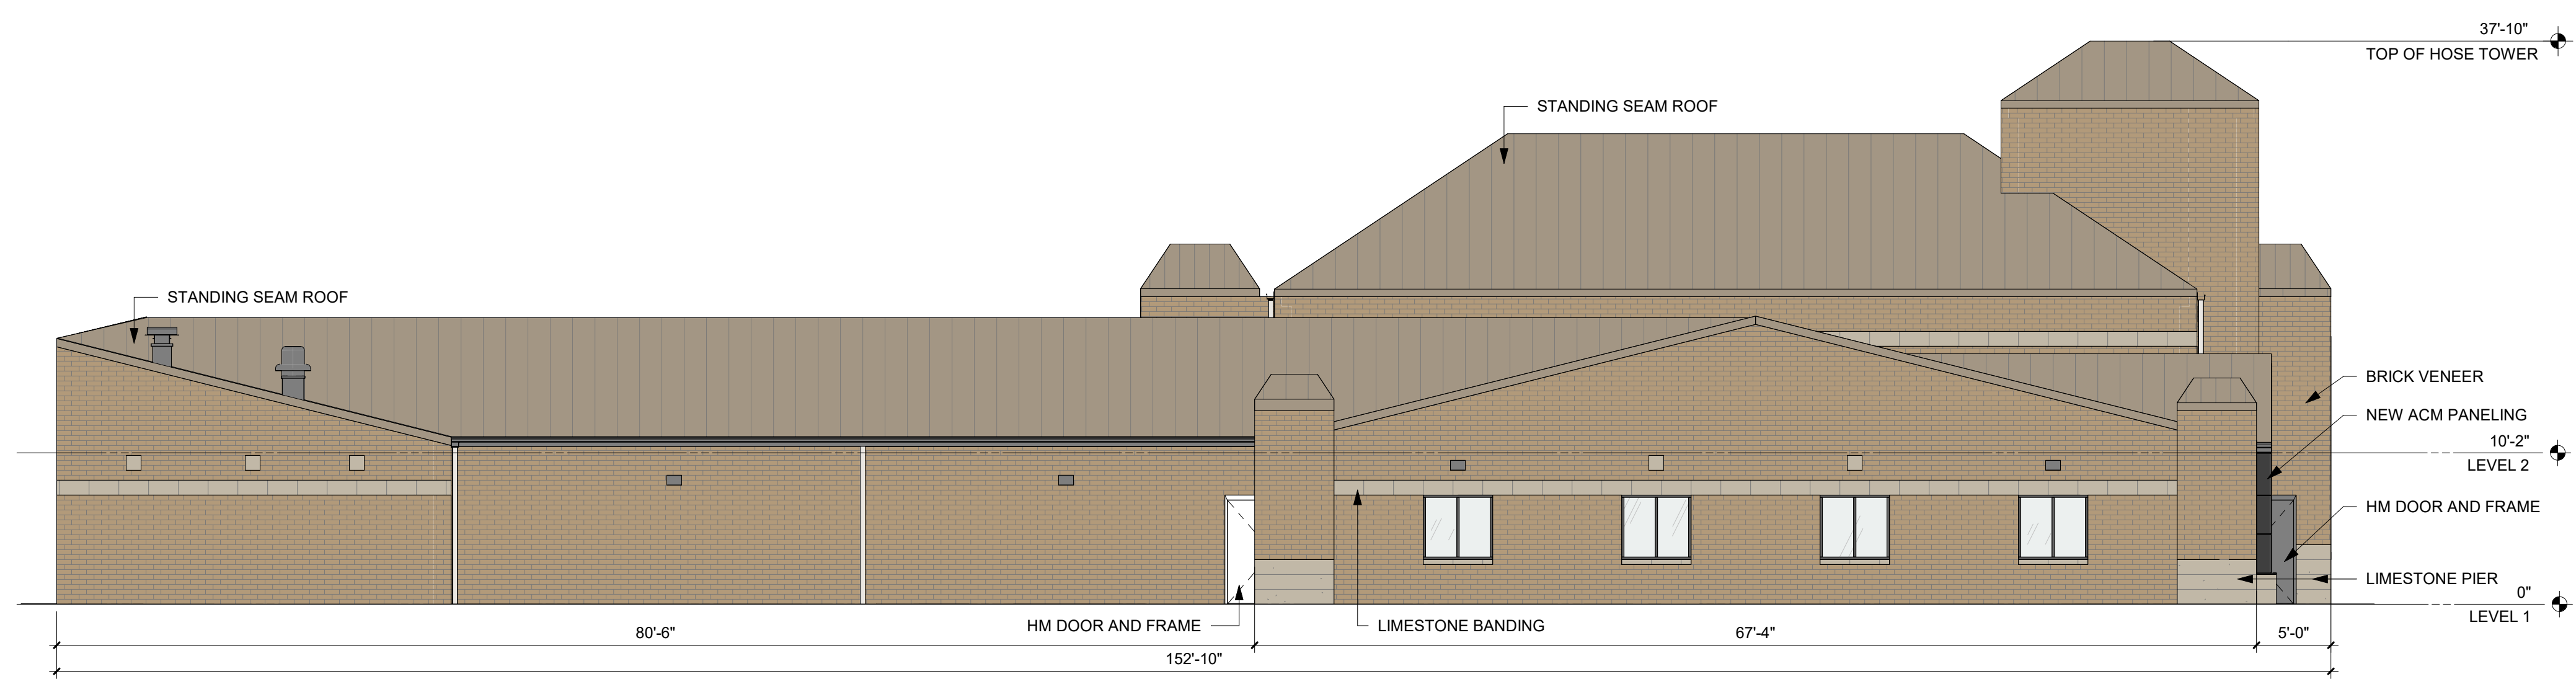 37'-10"
TOP OF HOSE TOWER
STANDING SEAM ROOF
STANDING SEAM ROOF
BRICK VENEER
NEW ACM PANELING
10'-2"
LEVEL 2
HM DOOR AND FRAME
LIMESTONE PIER
0"
LEVEL 1
HM DOOR AND FRAME
LIMESTONE BANDING
80'-6"
67'-4"
5'-0"
152'-10"